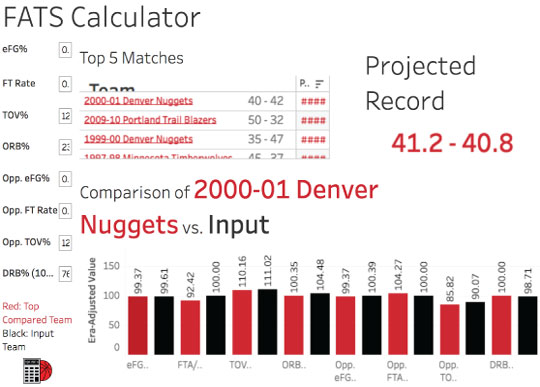 FATS Calculator
eFG% 0.
FT Rate 0.
TOV% 12
ORB% 23
Opp. eFG% 0.
Opp. FT Rate 0.
Opp. TOV% 12
DRB% (10... 76
Red: Top
Compared Team
Black: Input
Team
Top 5 Matches
Team P..
2000-01 Denver Nuggets 40 - 42 ####
2009-10 Portland Trail Blazers 50 - 32 ####
1999-00 Denver Nuggets 35 - 47 ####
1997-98 Minnesota Timberwolves 45 - 37 ####
Projected
Record
41.2 - 40.8
Comparison of 2000-01 Denver
Nuggets vs. Input
Era-Adjusted Value
150
100
50
0
99.37 99.61 92.42 100.00 110.16 111.02 100.35 104.48 99.37 100.39 104.27 100.00 85.82 90.07 100.00 98.71
eFG.. FTA/.. TOV.. ORB.. Opp. eFG.. Opp. FTA.. Opp. TO.. DRB..